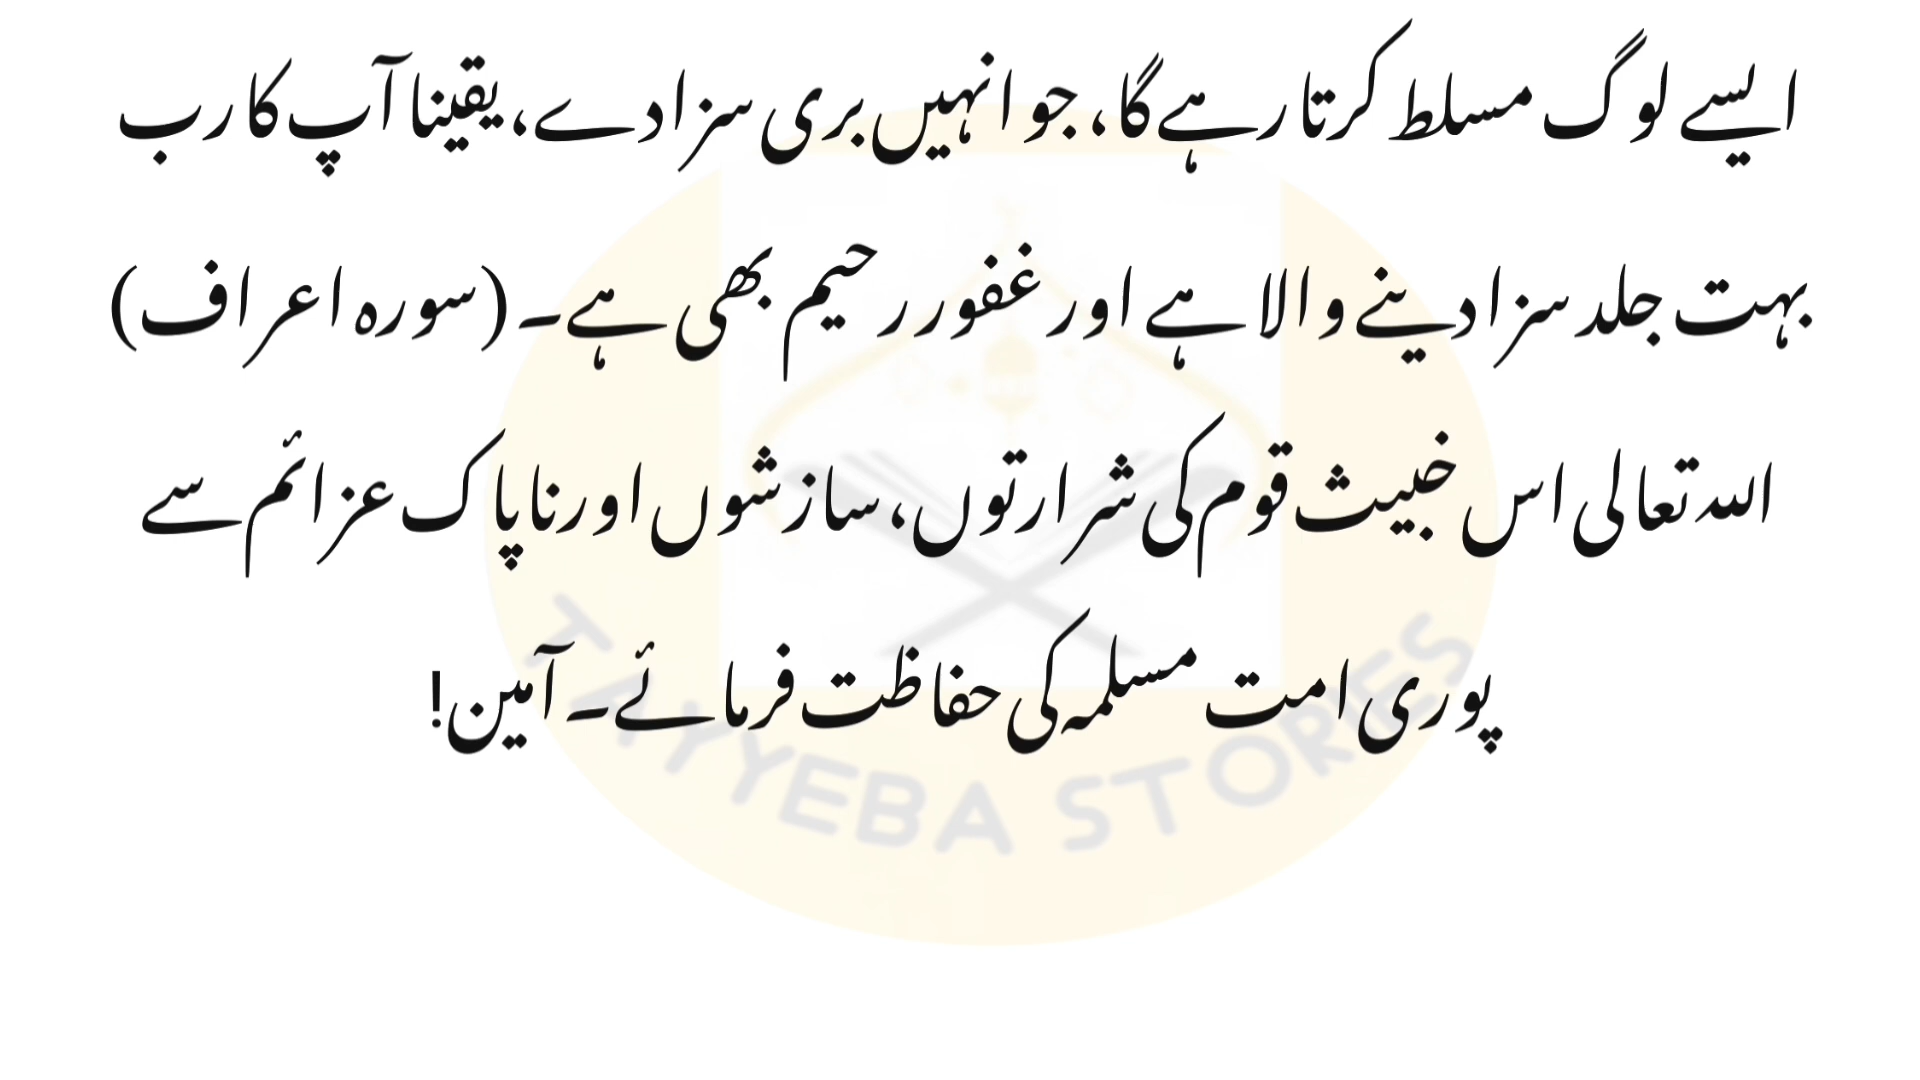 ایسے لوگ مسلط کرتا رہے گا، جو انہیں بری سزا دے، یقینا آپ کا رب
بہت جلد سزا دینے والا ہے اور غفور رحیم بھی ہے۔ (سورہ اعراف)
اللہ تعالی اس خبیث قوم کی شرارتوں، سازشوں اور ناپاک عزائم سے
پوری امت مسلمہ کی حفاظت فرمائے۔ آمین!
TAYYEBA STORIES